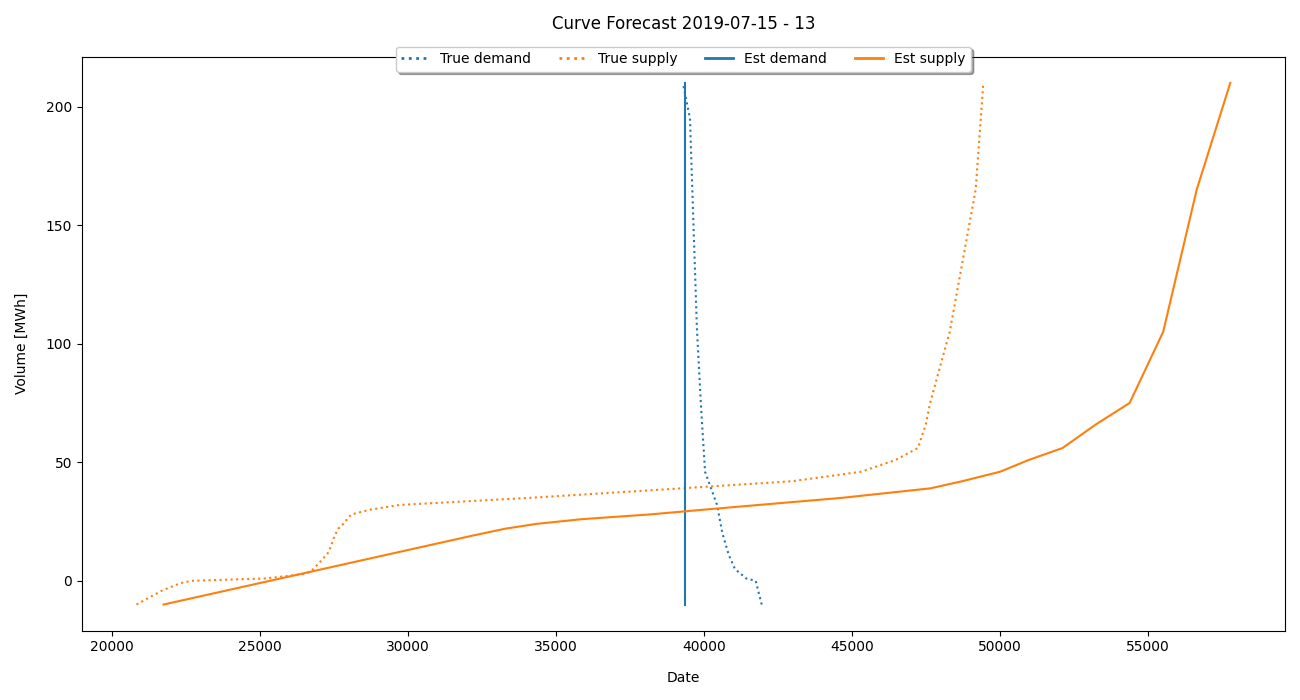 Curve Forecast 2019-07-15 - 13
True demand True supply Est demand Est supply
200
150
100
50
0
Volume [MWh]
20000 25000 30000 35000 40000 45000 50000 55000
Date